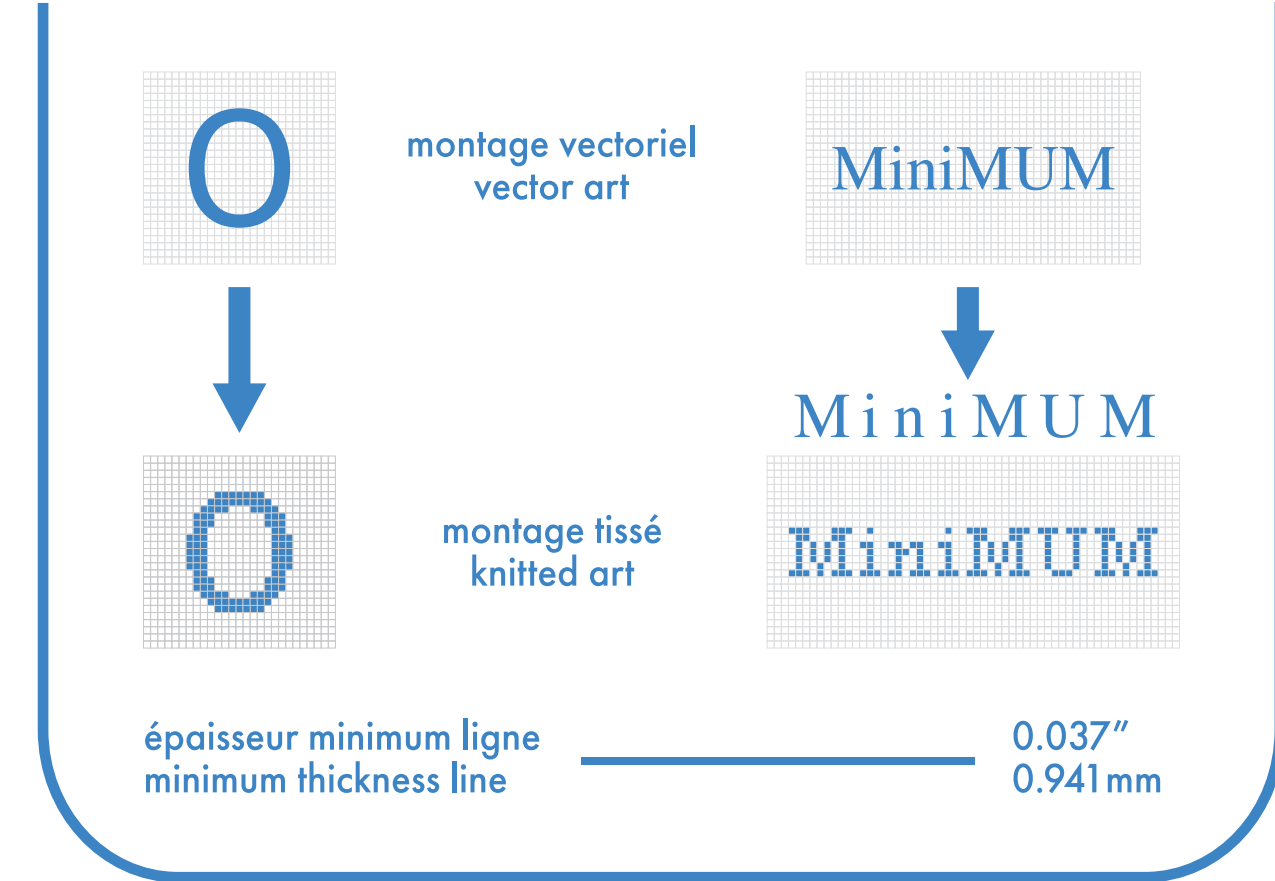 O
montage vectoriel
vector art
MiniMUM
MiniMUM
O
montage tissé
knitted art
MiniMUM
épaisseur minimum ligne
minimum thickness line
0.037″
0.941mm